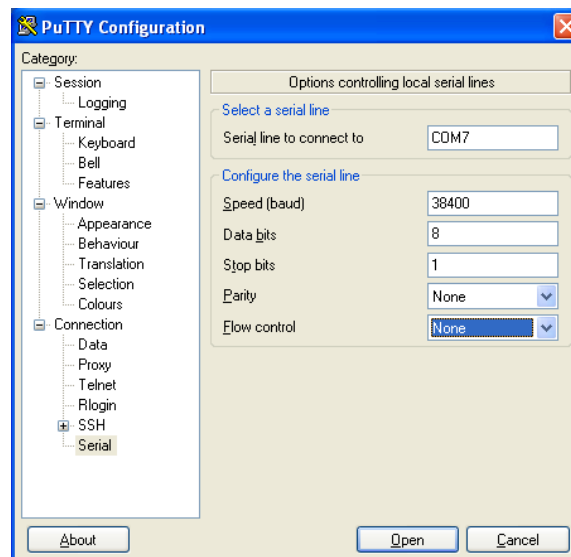 PuTTY Configuration
Category:
Session
Logging
Terminal
Keyboard
Bell
Features
Window
Appearance
Behaviour
Translation
Selection
Colours
Connection
Data
Proxy
Telnet
Rlogin
SSH
Serial
Options controlling local serial lines
Select a serial line
Serial line to connect to COM7
Configure the serial line
Speed (baud) 38400
Data bits 8
Stop bits 1
Parity None
Flow control None
About Open Cancel